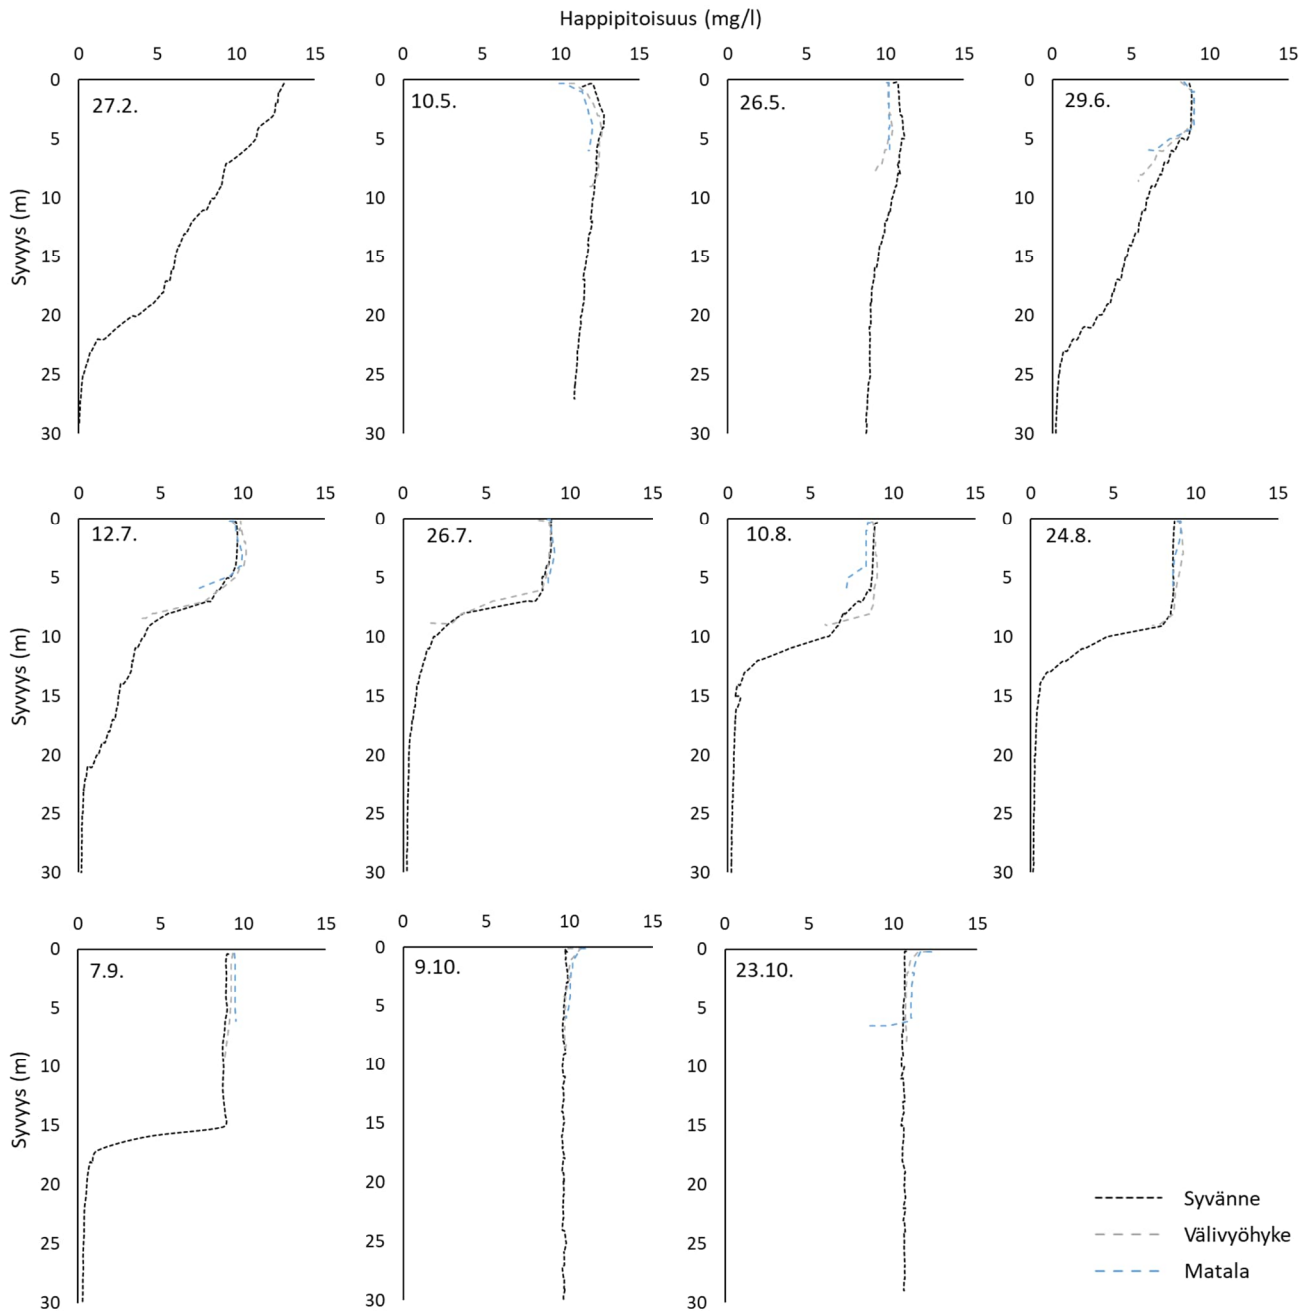 Happipitoisuus (mg/l)
0 5 10 15 0 5 10 15 0 5 10 15 0 5 10 15
27.2. 10.5. 26.5. 29.6.
Syvyys (m)
0 0 0 0
5 5 5 5
10 10 10 10
15 15 15 15
20 20 20 20
25 25 25 25
30 30 30 30
0 5 10 15 0 5 10 15 0 5 10 15 0 5 10 15
12.7. 26.7. 10.8. 24.8.
Syvyys (m)
0 0 0 0
5 5 5 5
10 10 10 10
15 15 15 15
20 20 20 20
25 25 25 25
30 30 30 30
0 5 10 15 0 5 10 15 0 5 10 15
7.9. 9.10. 23.10.
Syvyys (m)
0 0 0
5 5 5
10 10 10
15 15 15
20 20 20
25 25 25
30 30 30
Syvänne
Välivyöhyke
Matala